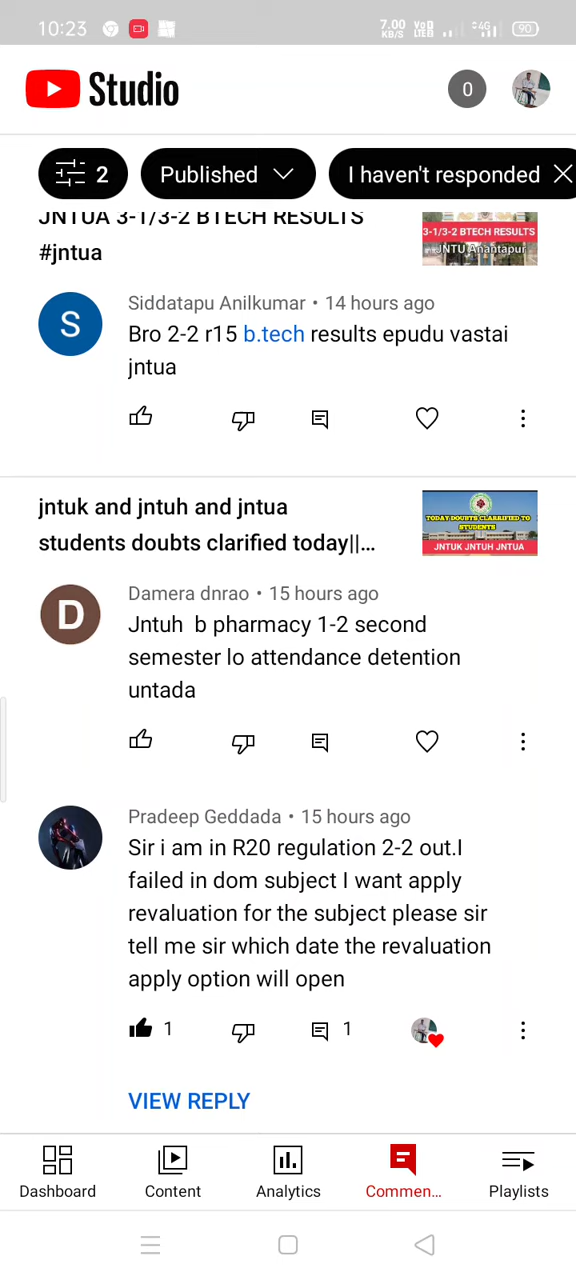 10:23
7.00 KB/S VoD LTE 4G 90
Studio
0
2
Published
I haven't responded
JNTUA 3-1/3-2 BTECH RESULTS
#jntua
3-1/3-2 BTECH RESULTS
JNTU Anantapur
Siddatapu Anilkumar • 14 hours ago
S
Bro 2-2 r15 b.tech results epudu vastai
jntua
jntuk and jntuh and jntua
students doubts clarified today||...
TODAY DOUBTS CLARRIFIED TO
STUDENTS
JNTUK JNTUH JNTUA
Damera dnrao • 15 hours ago
D
Jntuh b pharmacy 1-2 second
semester lo attendance detention
untada
Pradeep Geddada • 15 hours ago
Sir i am in R20 regulation 2-2 out.I
failed in dom subject I want apply
revaluation for the subject please sir
tell me sir which date the revaluation
apply option will open
1
1
VIEW REPLY
Dashboard
Content
Analytics
Commen...
Playlists